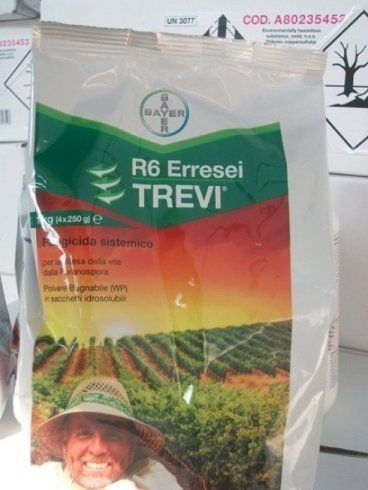 UN 3077
COD. A80235453
Environmentally hazardous
substance, solid, n.o.s.
BAYER
BAYER
R6 Erresei
TREVI®
1 kg (4x250 g) e
Fungicida sistemico
per la difesa della vite
dalla Peronospora
Polvere Bagnabile (WP)
in sacchetti idrosolubili